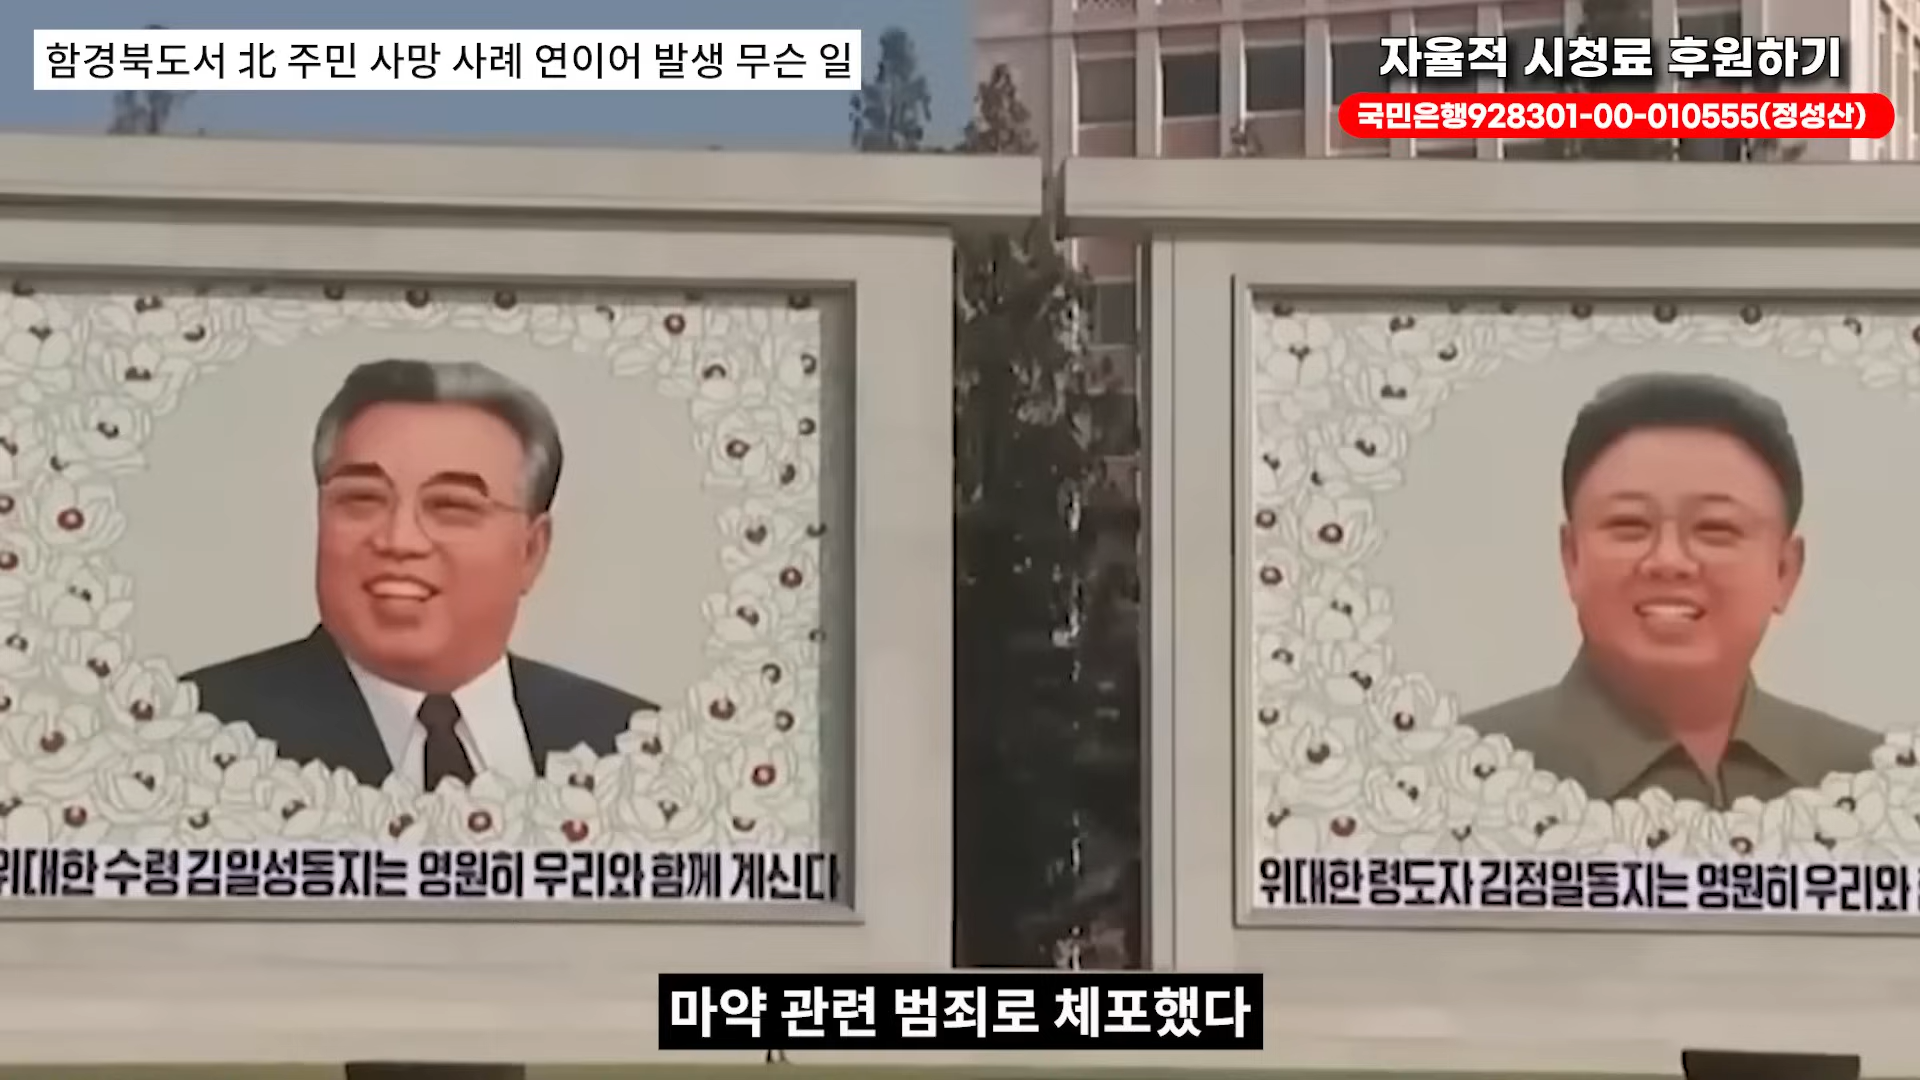 함경북도서 北 주민 사망 사례 연이어 발생 무슨 일
자율적 시청료 후원하기
국민은행928301-00-010555(정성산)
위대한 수령 김일성동지는 영원히 우리와 함께 계신다
위대한 령도자 김정일동지는 영원히 우리와
마약 관련 범죄로 체포했다